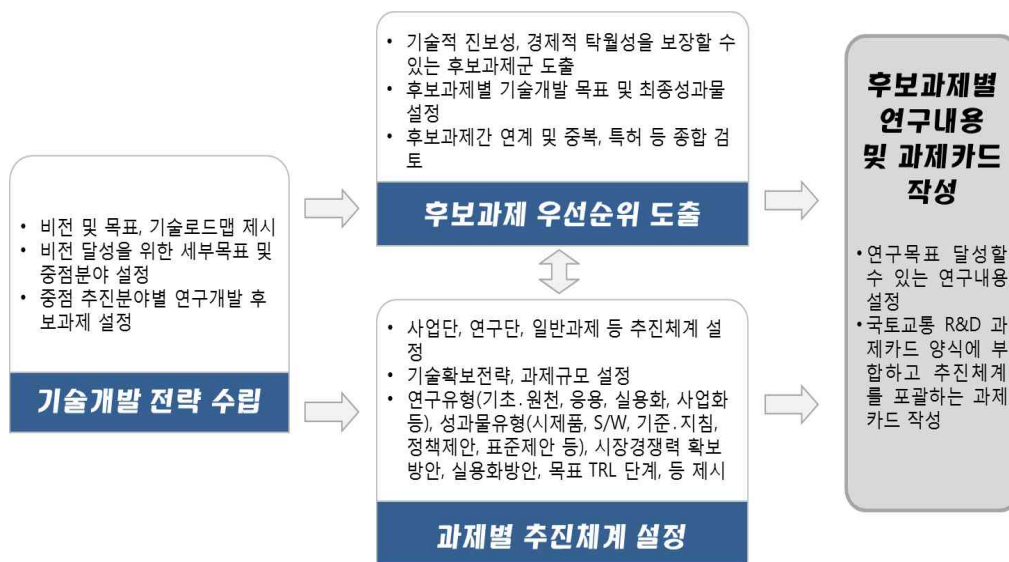 • 비전 및 목표, 기술로드맵 제시
• 비전 달성을 위한 세부목표 및
중점분야 설정
• 중점 추진분야별 연구개발 후
보과제 설정
기술개발 전략 수립
• 기술적 진보성, 경제적 탁월성을 보장할 수
있는 후보과제군 도출
• 후보과제별 기술개발 목표 및 최종성과물
설정
• 후보과제간 연계 및 중복, 특허 등 종합 검
토
후보과제 우선순위 도출
• 사업단, 연구단, 일반과제 등 추진체계 설
정
• 기술확보전략, 과제규모 설정
• 연구유형(기초.원천, 응용, 실용화, 사업화
등), 성과물유형(시제품, S/W, 기준.지침,
정책제안, 표준제안 등), 시장경쟁력 확보
방안, 실용화방안, 목표 TRL 단계, 등 제시
과제별 추진체계 설정
후보과제별
연구내용
및 과제카드
작성
• 연구목표 달성할
수 있는 연구내용
설정
• 국토교통 R&D 과
제카드 양식에 부
합하고 추진체계
를 포괄하는 과제
카드 작성